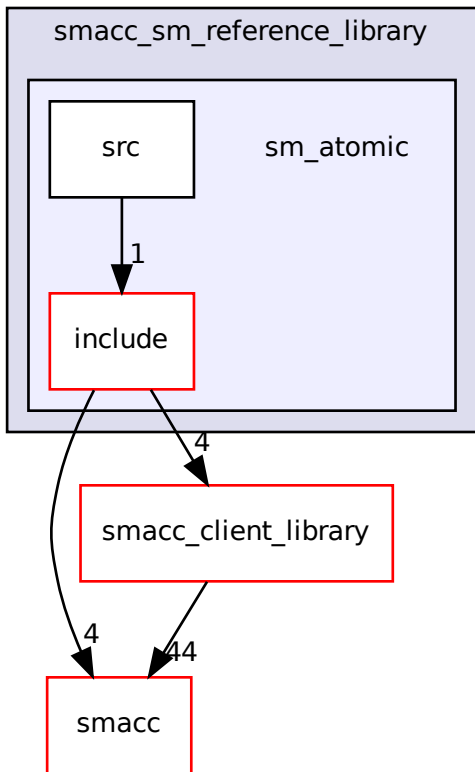 smacc_sm_reference_library
src
sm_atomic
1
include
4
smacc_client_library
4
44
smacc